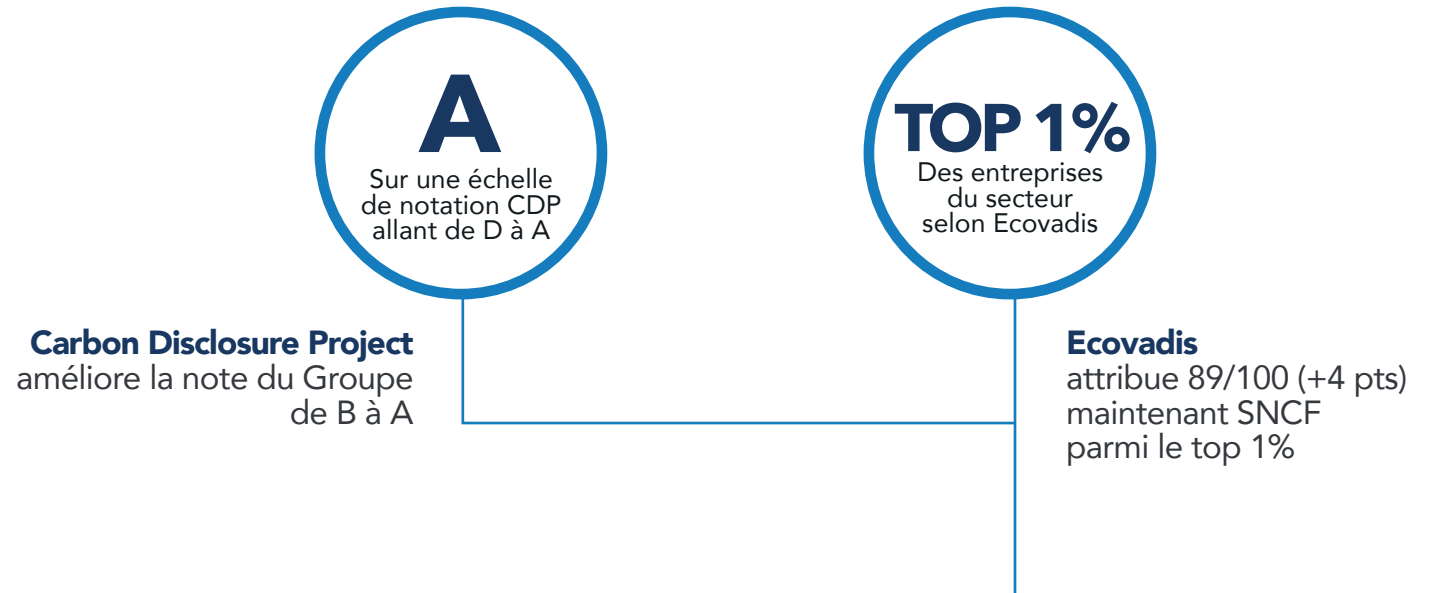 A
Sur une échelle
de notation CDP
allant de D à A
TOP 1%
Des entreprises
du secteur
selon Ecovadis
Carbon Disclosure Project
améliore la note du Groupe
de B à A
Ecovadis
attribue 89/100 (+4 pts)
maintenant SNCF
parmi le top 1%